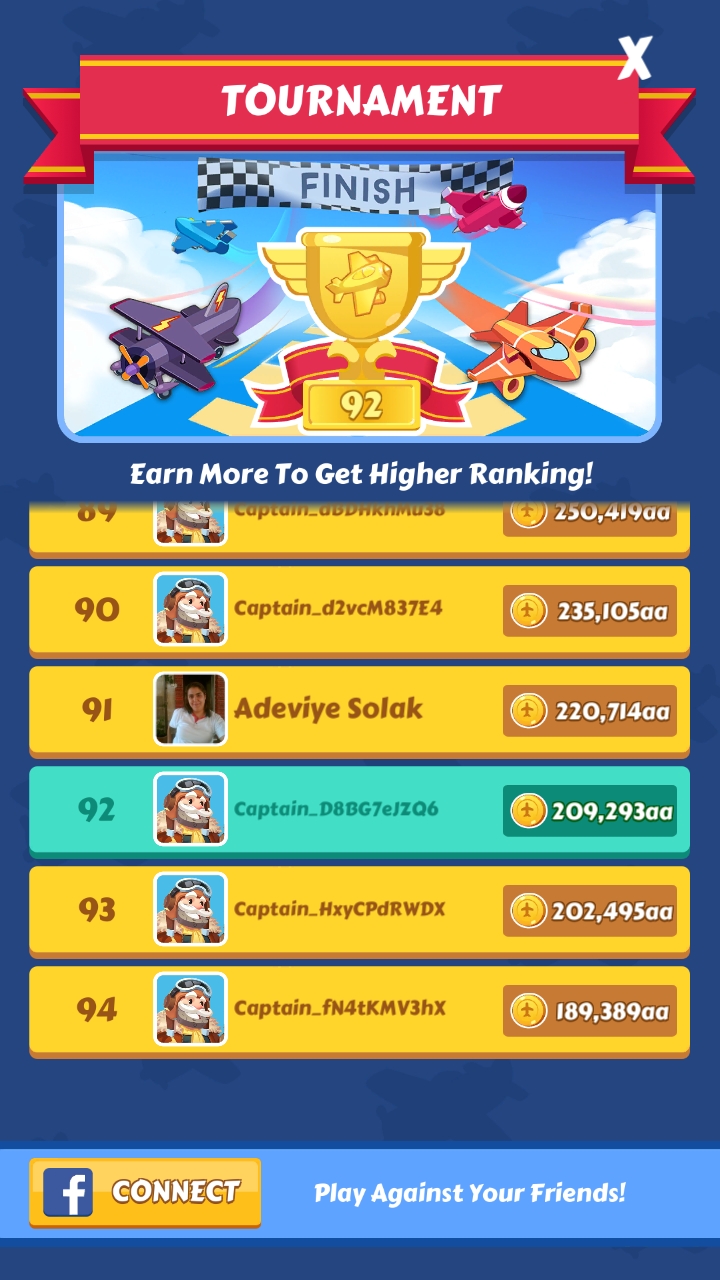 X
TOURNAMENT
FINISH
92
Earn More To Get Higher Ranking!
89 250,419aa
90 Captain_d2vcM837E4 235,105aa
91 Adeviye Solak 220,714aa
92 Captain_D8BG7eJZQ6 209,293aa
93 Captain_HxyCPdRWDX 202,495aa
94 Captain_fN4tKMV3hX 189,389aa
f CONNECT Play Against Your Friends!